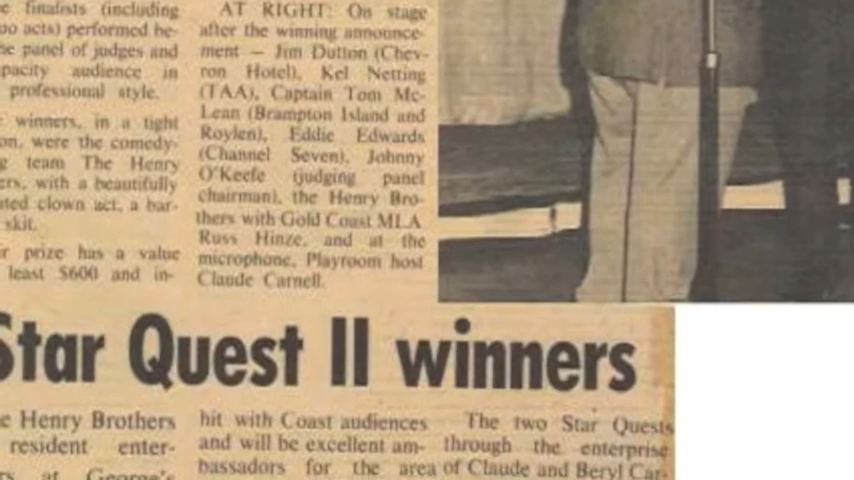 e finalists (including
oo acts) performed be-
he panel of judges and
pacity audience in
professional style.
winners, in a tight
on, were the comedy-
g team The Henry
ers, with a beautifully
ted clown act, a bar-
skit.
r prize has a value
least $600 and in-
AT RIGHT: On stage
after the winning announce-
ment — Jim Dutton (Chev-
ron Hotel), Kel Netting
(TAA), Captain Tom Mc-
Lean (Brampton Island and
Roylen), Eddie Edwards
(Channel Seven), Johnny
O'Keefe (judging panel
chairman), the Henry Bro-
thers with Gold Coast MLA
Russ Hinze, and at the
microphone, Playroom host
Claude Carnell.
Star Quest II winners
e Henry Brothers
resident enter-
rs at George's
hit with Coast audiences
and will be excellent am-
bassadors for the area
The two Star Quests
through the enterprise
of Claude and Beryl Car-